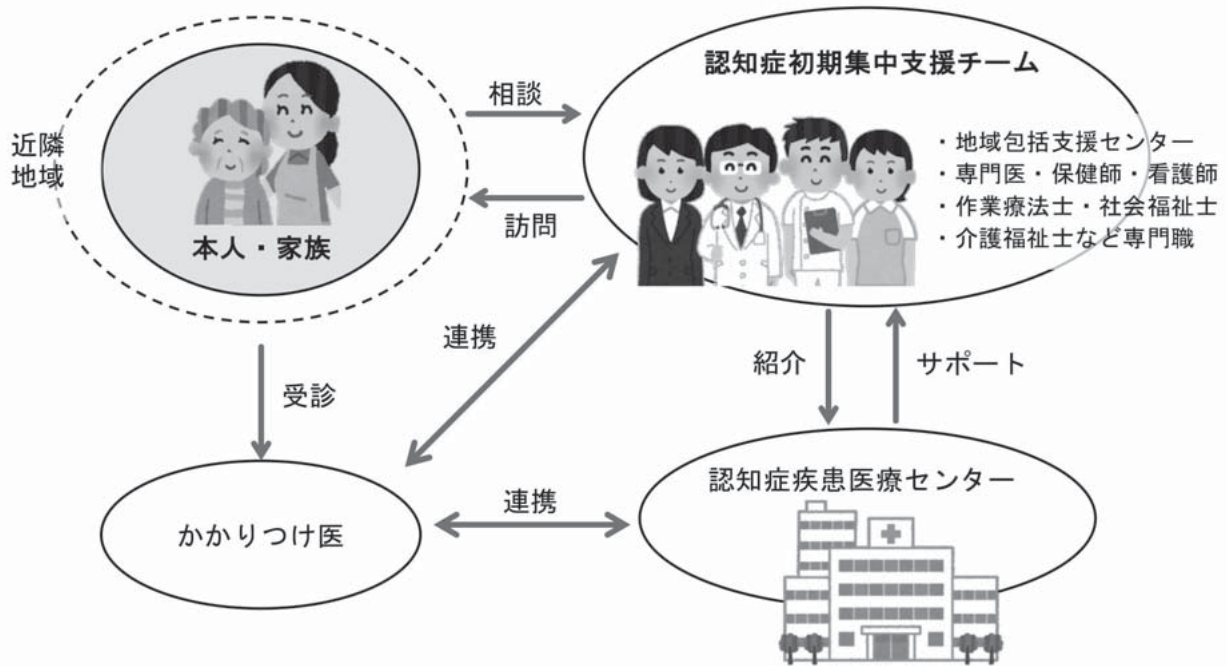 近隣
地域
本人・家族
相談
訪問
認知症初期集中支援チーム
・地域包括支援センター
・専門医・保健師・看護師
・作業療法士・社会福祉士
・介護福祉士など専門職
受診
連携
紹介
サポート
かかりつけ医
連携
認知症疾患医療センター